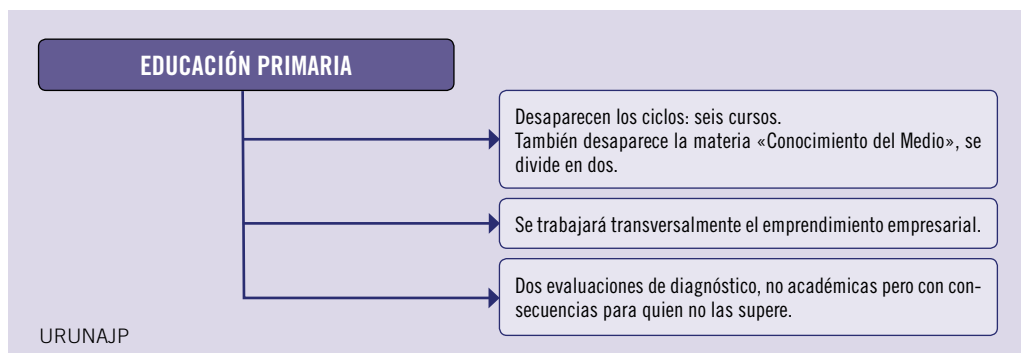 EDUCACIÓN PRIMARIA
Desaparecen los ciclos: seis cursos.
También desaparece la materia «Conocimiento del Medio», se
divide en dos.
Se trabajará transversalmente el emprendimiento empresarial.
Dos evaluaciones de diagnóstico, no académicas pero con con-
secuencias para quien no las supere.
URUNAJP